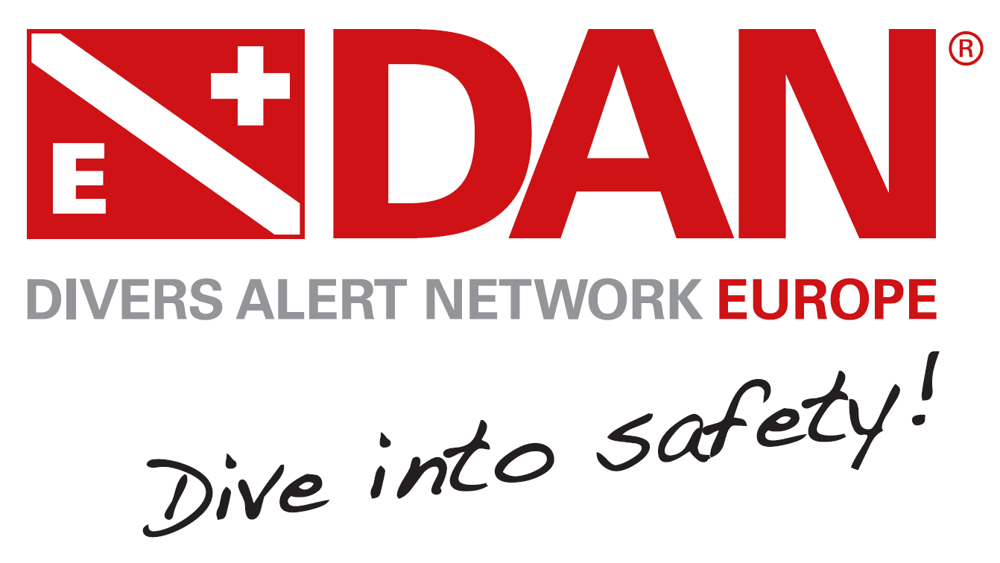 E DAN®
DIVERS ALERT NETWORK EUROPE
Dive into safety!